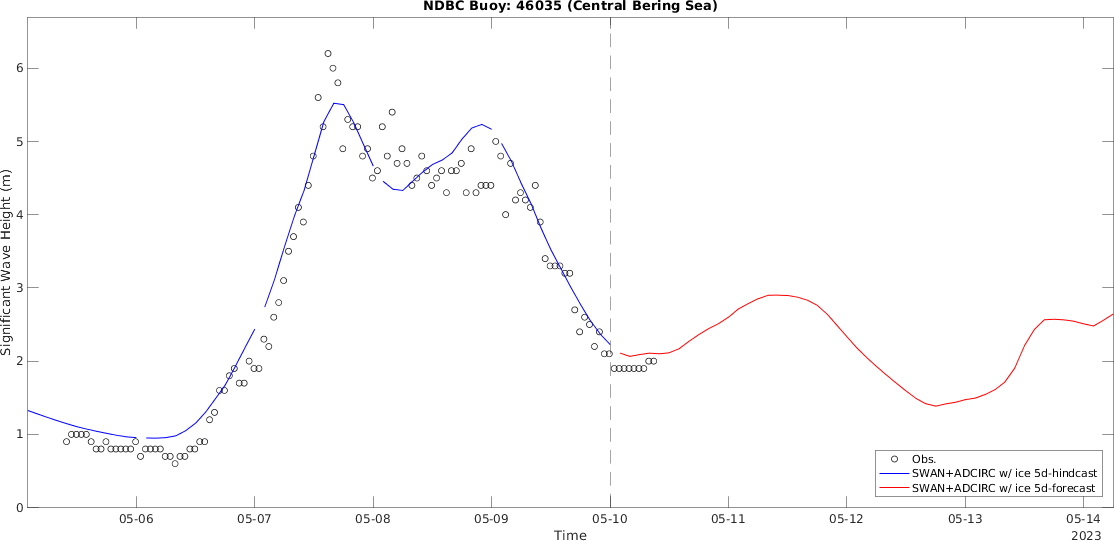 NDBC Buoy: 46035 (Central Bering Sea)
Significant Wave Height (m)
6
5
4
3
2
1
0
05-06 05-07 05-08 05-09 05-10 05-11 05-12 05-13 05-14
Time
2023
Obs.
SWAN+ADCIRC w/ ice 5d-hindcast
SWAN+ADCIRC w/ ice 5d-forecast